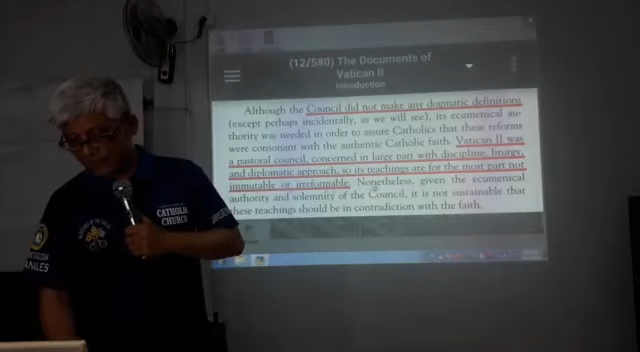 (12/580) The Documents of
Vatican II
Introduction
Although the Council did not make any dogmatic definitions
(except perhaps incidentally, as we will see), its ecumenical au-
thority was needed in order to assure Catholics that these reforms
were consonant with the authentic Catholic faith. Vatican II was
a pastoral council, concerned in large part with discipline, liturgy,
and diplomatic approach, so its teachings are for the most part not
immutable or irreformable. Nonetheless, given the ecumenical
authority and solemnity of the Council, it is not sustainable that
these teachings should be in contradiction with the faith.
CATHOLIC
CHURCH